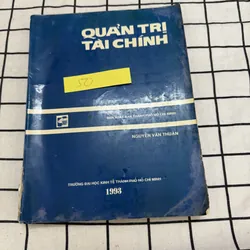 QUẢN TRỊ
TÀI CHÍNH
NGUYỄN VĂN THUẬN
TRƯỜNG ĐẠI HỌC KINH TẾ THÀNH PHỐ HỒ CHÍ MINH
1993